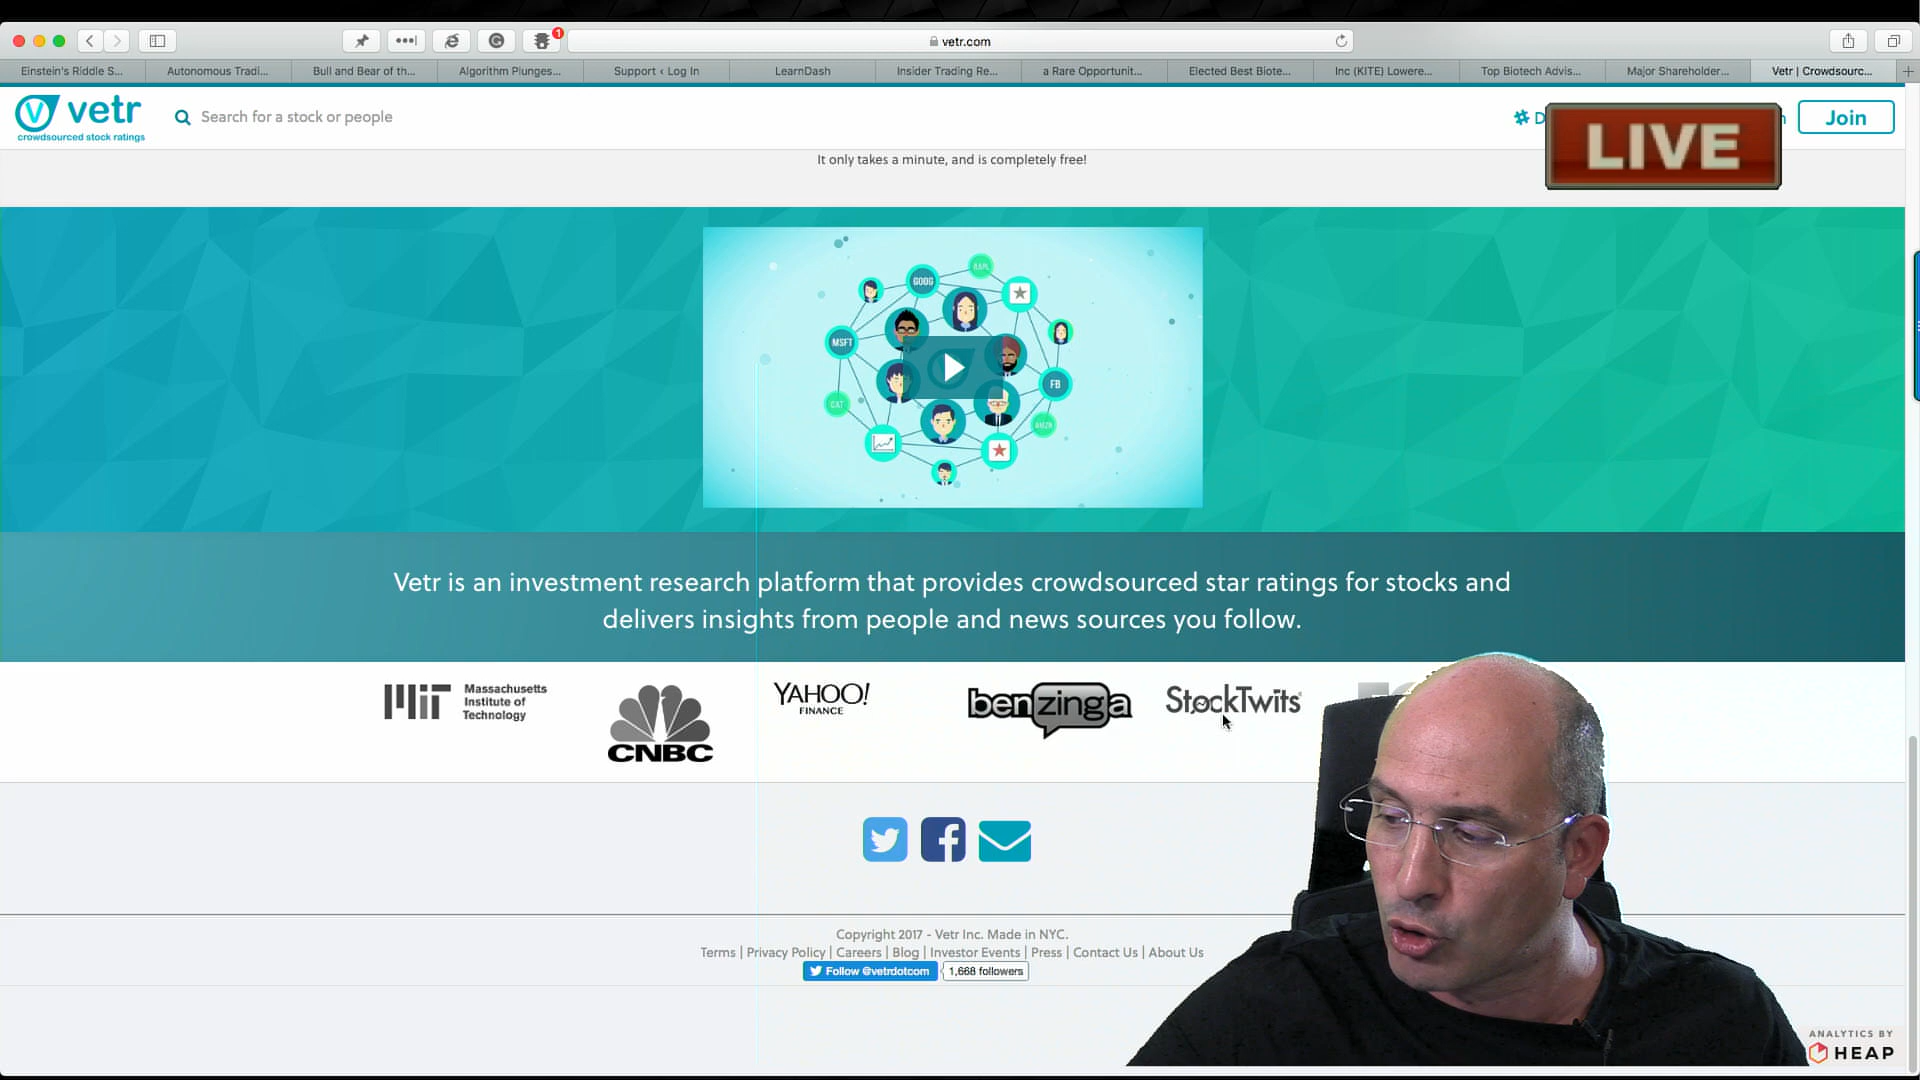 vetr.com
Einstein's Riddle S...
Autonomous Tradi...
Bull and Bear of th...
Algorithm Plunges...
Support ‹ Log In
LearnDash
Insider Trading Re...
a Rare Opportunit...
Elected Best Biote...
Inc (KITE) Lowere...
Top Biotech Advis...
Major Shareholder...
Vetr | Crowdsourc...
1
vetr
crowdsourced stock ratings
Search for a stock or people
LIVE
Join
It only takes a minute, and is completely free!
AAPL
GOOG
MSFT
FB
CAT
AMZN
Vetr is an investment research platform that provides crowdsourced star ratings for stocks and
delivers insights from people and news sources you follow.
MIT Massachusetts
Institute of
Technology
CNBC
YAHOO!
FINANCE
benzinga
StockTwits
Copyright 2017 - Vetr Inc. Made in NYC.
Terms | Privacy Policy | Careers | Blog | Investor Events | Press | Contact Us | About Us
Follow @vetrdotcom
1,668 followers
ANALYTICS BY
HEAP